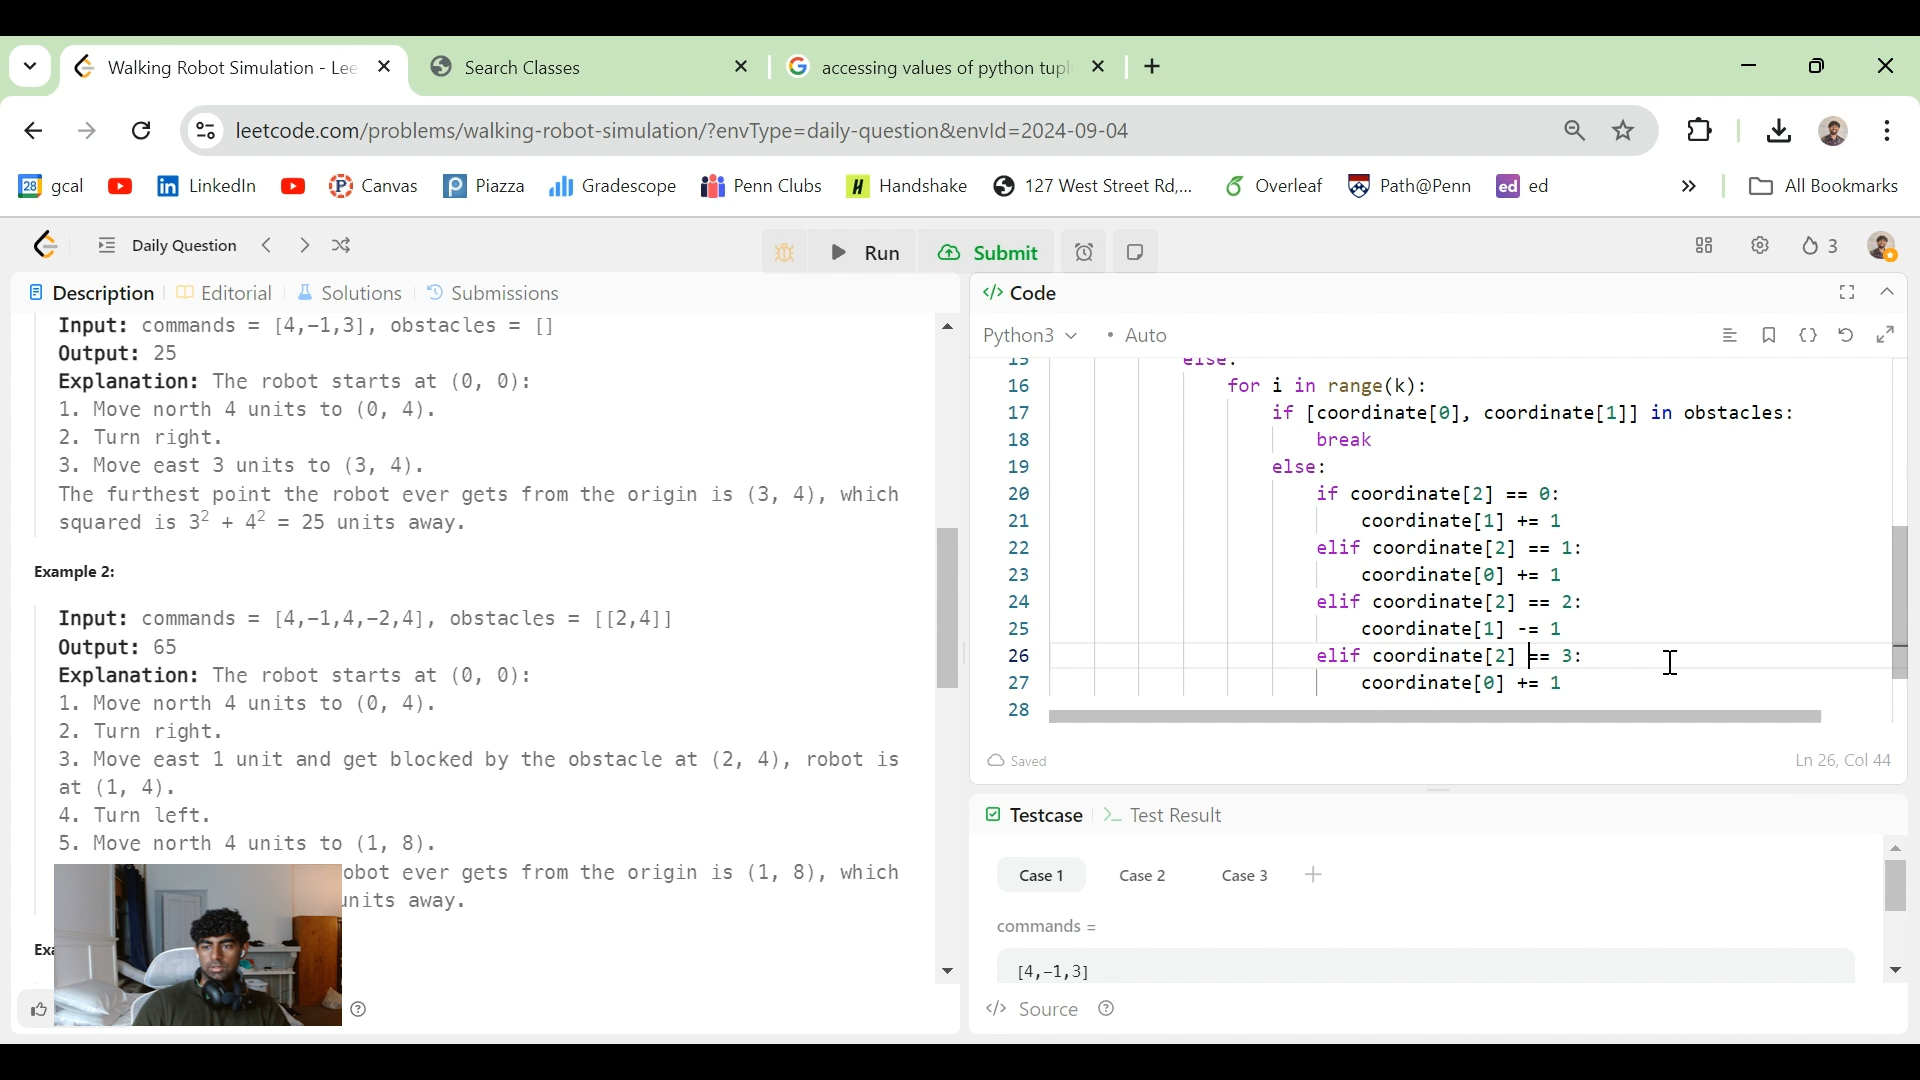 Walking Robot Simulation - Lee
Search Classes
accessing values of python tupl
leetcode.com/problems/walking-robot-simulation/?envType=daily-question&envId=2024-09-04
28 gcal
in LinkedIn
P Canvas
P Piazza
Gradescope
Penn Clubs
H Handshake
127 West Street Rd,...
Overleaf
Path@Penn
ed ed
All Bookmarks
Daily Question
Run
Submit
3
Description
Editorial
Solutions
Submissions
Input: commands = [4,-1,3], obstacles = []
Output: 25
Explanation: The robot starts at (0, 0):
1. Move north 4 units to (0, 4).
2. Turn right.
3. Move east 3 units to (3, 4).
The furthest point the robot ever gets from the origin is (3, 4), which
squared is 3² + 4² = 25 units away.
Example 2:
Input: commands = [4,-1,4,-2,4], obstacles = [[2,4]]
Output: 65
Explanation: The robot starts at (0, 0):
1. Move north 4 units to (0, 4).
2. Turn right.
3. Move east 1 unit and get blocked by the obstacle at (2, 4), robot is
at (1, 4).
4. Turn left.
5. Move north 4 units to (1, 8).
obot ever gets from the origin is (1, 8), which
units away.
Exa
</> Code
Python3
• Auto
15 else:
16 for i in range(k):
17 if [coordinate[0], coordinate[1]] in obstacles:
18 break
19 else:
20 if coordinate[2] == 0:
21 coordinate[1] += 1
22 elif coordinate[2] == 1:
23 coordinate[0] += 1
24 elif coordinate[2] == 2:
25 coordinate[1] -= 1
26 elif coordinate[2] == 3:
27 coordinate[0] += 1
28
Saved
Ln 26, Col 44
Testcase
Test Result
Case 1
Case 2
Case 3
commands =
[4,-1,3]
</> Source